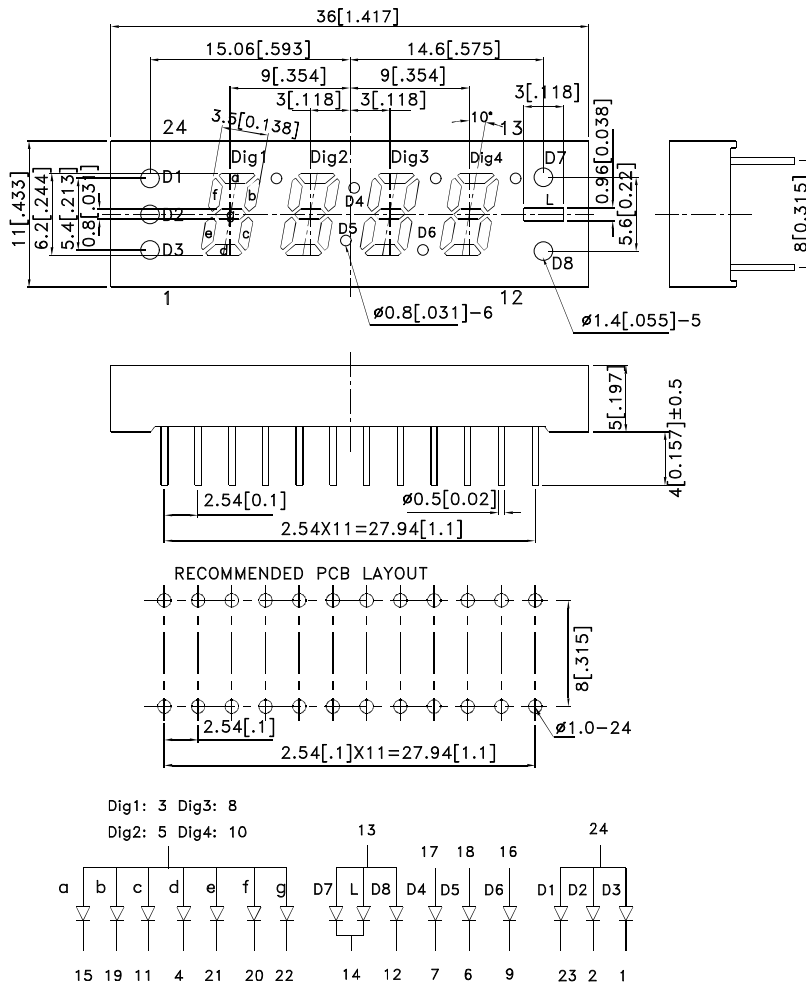 36[1.417]
15.06[.593] 14.6[.575]
9[.354] 9[.354]
3[.118] 3[.118] 3[.118]
3.5[0.138] 10°
24 13
0.96[0.038]
Dig1 Dig2 Dig3 Dig4 D7
D1 a
f b D4
D2 g L
e c D5 D6
D3 d D8
11[.433]
6.2[.244]
5.4[.213]
0.8[.031]
5.6[0.22]
8[0.315]
1 12
ø0.8[.031]-6 ø1.4[.055]-5
5[.197]
4[0.157]±0.5
2.54[0.1] ø0.5[0.02]
2.54X11=27.94[1.1]
RECOMMENDED PCB LAYOUT
8[.315]
2.54[.1] ø1.0-24
2.54[.1]X11=27.94[1.1]
Dig1: 3 Dig3: 8
Dig2: 5 Dig4: 10
13 24
17 18 16
a b c d e f g D7 L D8 D4 D5 D6 D1 D2 D3
15 19 11 4 21 20 22 14 12 7 6 9 23 2 1